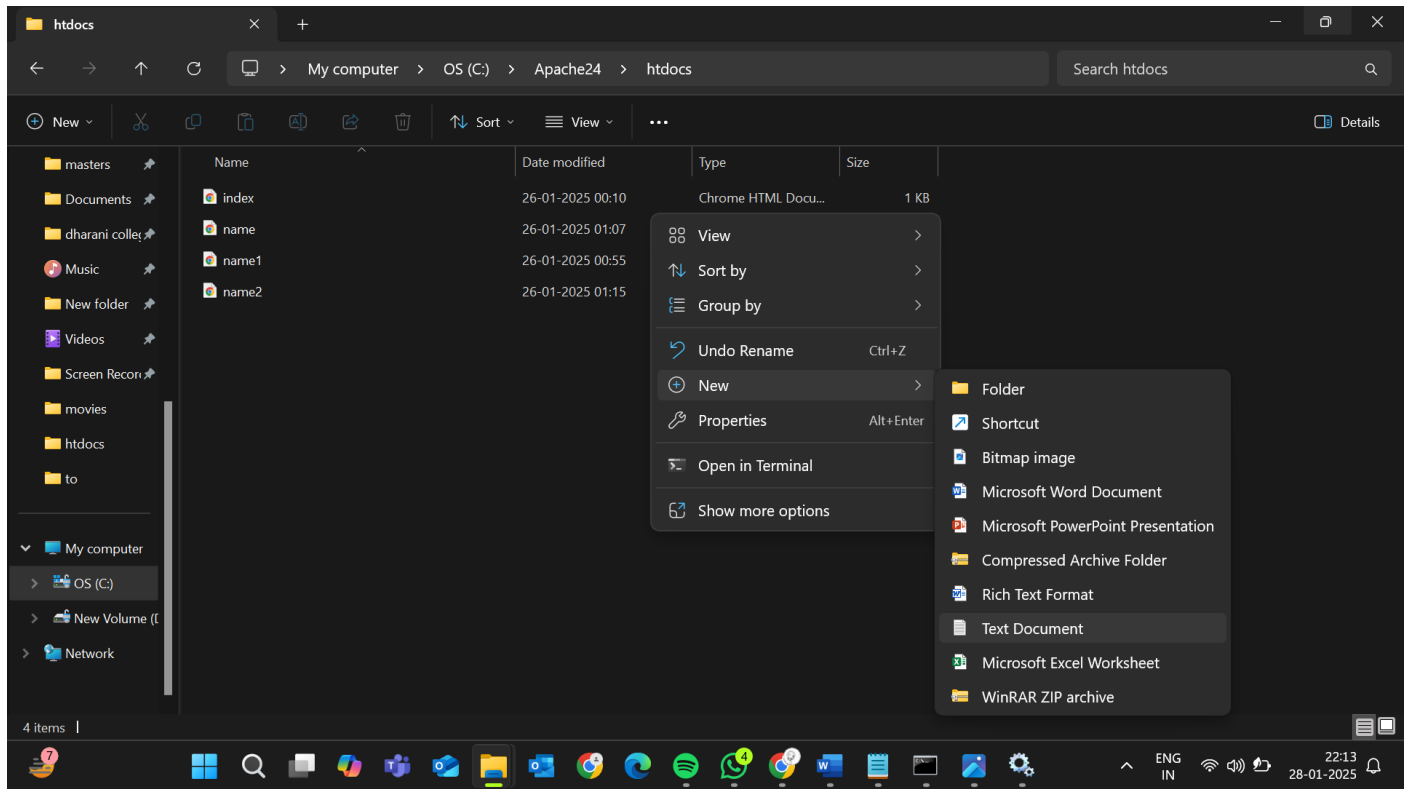 htdocs
My computer > OS (C:) > Apache24 > htdocs
Search htdocs
New
Sort
View
Details
Name
Date modified
Type
Size
masters
Documents
dharani colle
Music
New folder
Videos
Screen Recor
movies
htdocs
to
My computer
OS (C:)
New Volume (
Network
index 26-01-2025 00:10 Chrome HTML Docu... 1 KB
name 26-01-2025 01:07
name1 26-01-2025 00:55
name2 26-01-2025 01:15
View
Sort by
Group by
Undo Rename Ctrl+Z
New
Properties Alt+Enter
Open in Terminal
Show more options
Folder
Shortcut
Bitmap image
Microsoft Word Document
Microsoft PowerPoint Presentation
Compressed Archive Folder
Rich Text Format
Text Document
Microsoft Excel Worksheet
WinRAR ZIP archive
4 items
7
4
ENG
IN
22:13
28-01-2025